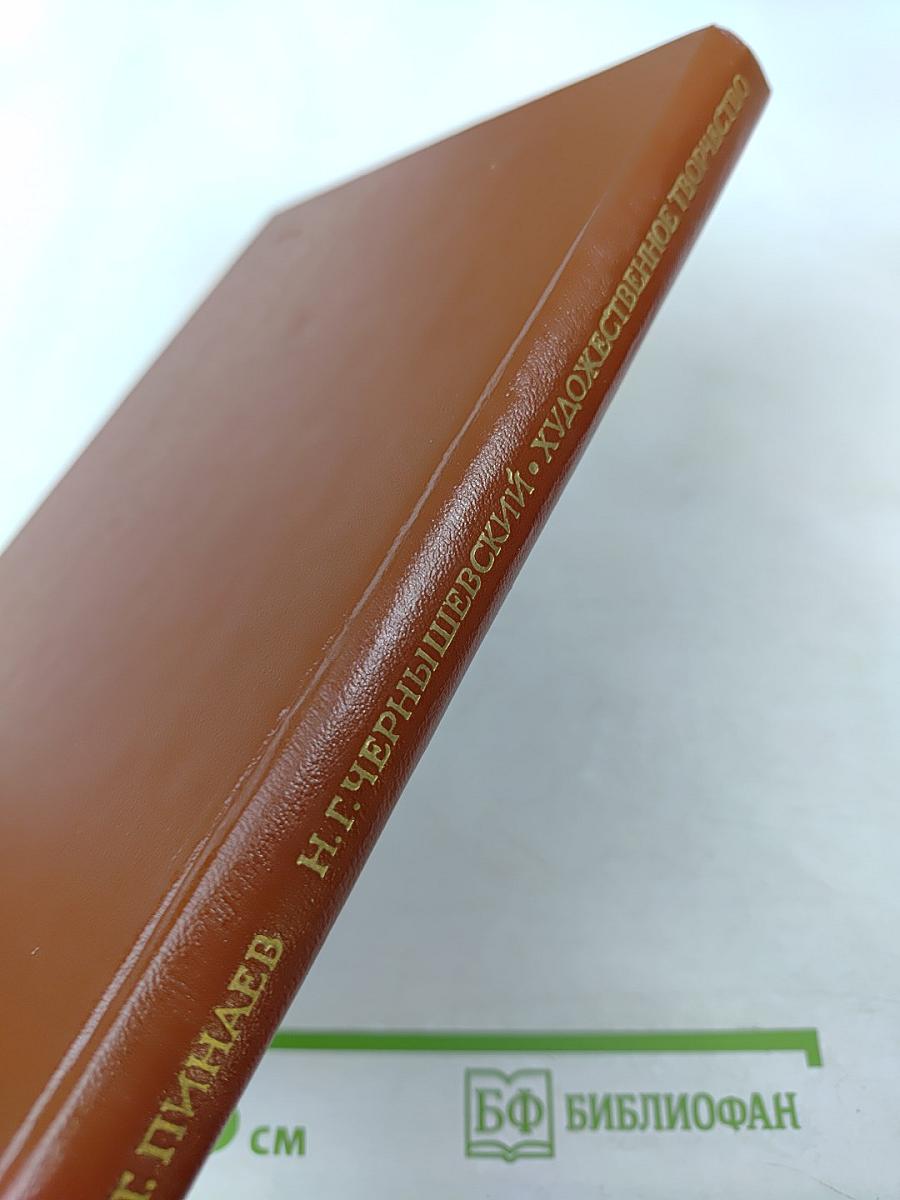 Т. ПИНАЕВ Н.Г. ЧЕРНЫШЕВСКИЙ • ХУДОЖЕСТВЕННОЕ ТВОРЧЕСТВО
см
БФ БИБЛИОФАН